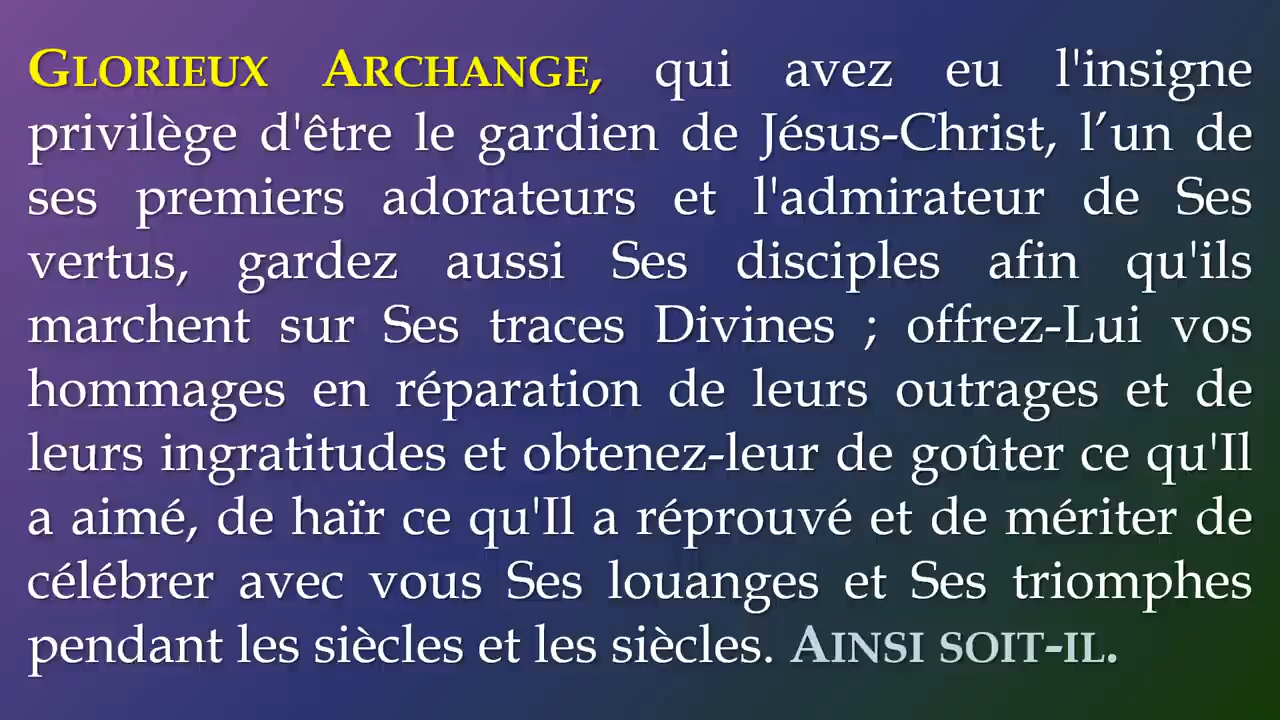 GLORIEUX ARCHANGE, qui avez eu l'insigne
privilège d'être le gardien de Jésus-Christ, l’un de
ses premiers adorateurs et l'admirateur de Ses
vertus, gardez aussi Ses disciples afin qu'ils
marchent sur Ses traces Divines ; offrez-Lui vos
hommages en réparation de leurs outrages et de
leurs ingratitudes et obtenez-leur de goûter ce qu'Il
a aimé, de haïr ce qu'Il a réprouvé et de mériter de
célébrer avec vous Ses louanges et Ses triomphes
pendant les siècles et les siècles. AINSI SOIT-IL.